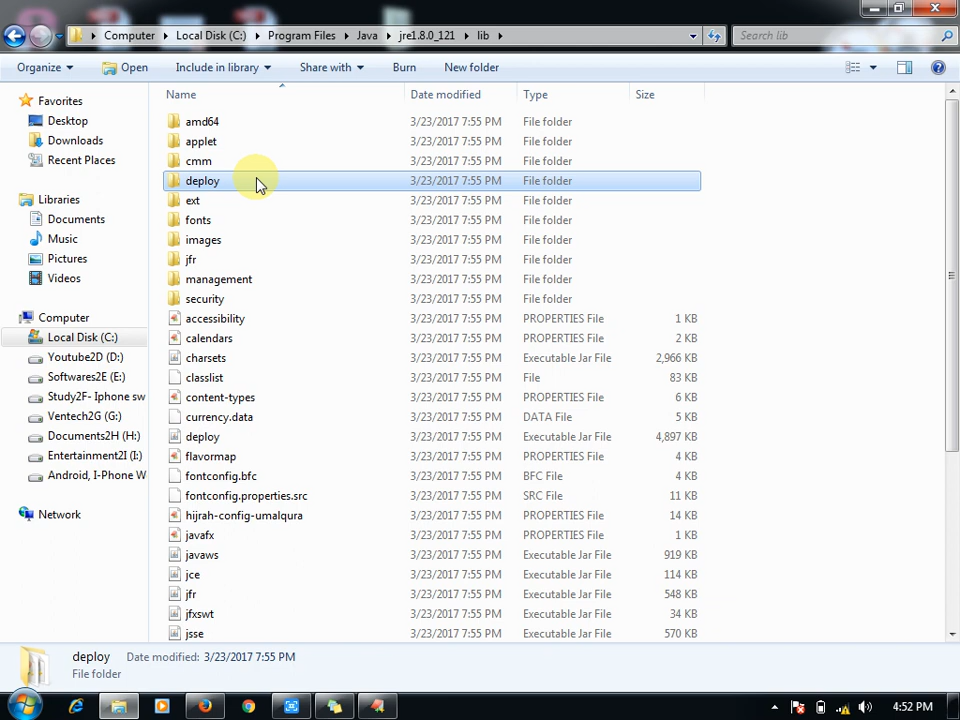 Computer Local Disk (C:) Program Files Java jre1.8.0_121 lib Search lib
Organize Open Include in library Share with Burn New folder
Name Date modified Type Size
Favorites
Desktop
Downloads
Recent Places
Libraries
Documents
Music
Pictures
Videos
Computer
Local Disk (C:)
Youtube2D (D:)
Softwares2E (E:)
Study2F- Iphone sw
Ventech2G (G:)
Documents2H (H:)
Entertainment2I (I:)
Android, I-Phone W
Network
amd64 3/23/2017 7:55 PM File folder
applet 3/23/2017 7:55 PM File folder
cmm 3/23/2017 7:55 PM File folder
deploy 3/23/2017 7:55 PM File folder
ext 3/23/2017 7:55 PM File folder
fonts 3/23/2017 7:55 PM File folder
images 3/23/2017 7:55 PM File folder
jfr 3/23/2017 7:55 PM File folder
management 3/23/2017 7:55 PM File folder
security 3/23/2017 7:55 PM File folder
accessibility 3/23/2017 7:55 PM PROPERTIES File 1 KB
calendars 3/23/2017 7:55 PM PROPERTIES File 2 KB
charsets 3/23/2017 7:55 PM Executable Jar File 2,966 KB
classlist 3/23/2017 7:55 PM File 83 KB
content-types 3/23/2017 7:55 PM PROPERTIES File 6 KB
currency.data 3/23/2017 7:55 PM DATA File 5 KB
deploy 3/23/2017 7:55 PM Executable Jar File 4,897 KB
flavormap 3/23/2017 7:55 PM PROPERTIES File 4 KB
fontconfig.bfc 3/23/2017 7:55 PM BFC File 4 KB
fontconfig.properties.src 3/23/2017 7:55 PM SRC File 11 KB
hijrah-config-umalqura 3/23/2017 7:55 PM PROPERTIES File 14 KB
javafx 3/23/2017 7:55 PM PROPERTIES File 1 KB
javaws 3/23/2017 7:55 PM Executable Jar File 919 KB
jce 3/23/2017 7:55 PM Executable Jar File 114 KB
jfr 3/23/2017 7:55 PM Executable Jar File 548 KB
jfxswt 3/23/2017 7:55 PM Executable Jar File 34 KB
jsse 3/23/2017 7:55 PM Executable Jar File 570 KB
deploy Date modified: 3/23/2017 7:55 PM
File folder
4:52 PM